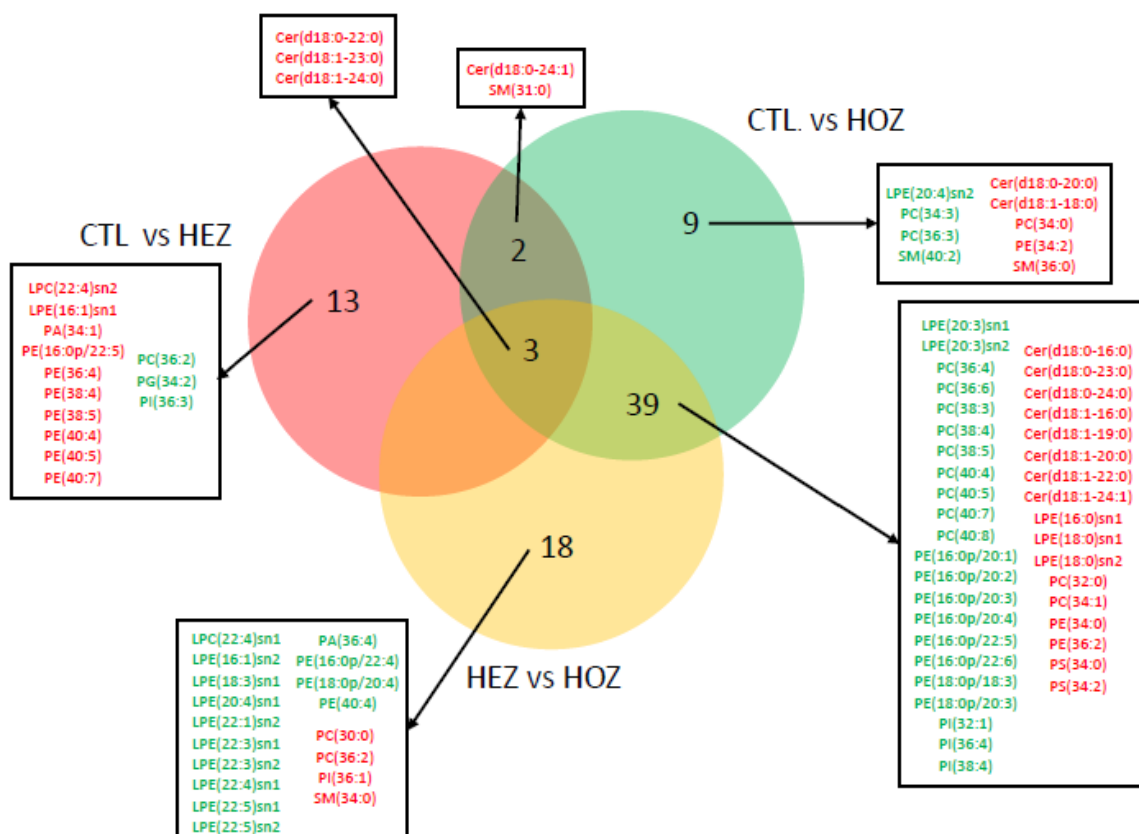 Cer(d18:0-22:0)
Cer(d18:1-23:0)
Cer(d18:1-24:0)
Cer(d18:0-24:1)
SM(31:0)
CTL. vs HOZ
CTL vs HEZ
2
9
13
3
39
18
HEZ vs HOZ
LPE(20:4)sn2
PC(34:3)
PC(36:3)
SM(40:2)
Cer(d18:0-20:0)
Cer(d18:1-18:0)
PC(34:0)
PE(34:2)
SM(36:0)
LPC(22:4)sn2
LPE(16:1)sn1
PA(34:1)
PE(16:0p/22:5)
PE(36:4)
PE(38:4)
PE(38:5)
PE(40:4)
PE(40:5)
PE(40:7)
PC(36:2)
PG(34:2)
PI(36:3)
LPE(20:3)sn1
LPE(20:3)sn2
PC(36:4)
PC(36:6)
PC(38:3)
PC(38:4)
PC(38:5)
PC(40:4)
PC(40:5)
PC(40:7)
PC(40:8)
PE(16:0p/20:1)
PE(16:0p/20:2)
PE(16:0p/20:3)
PE(16:0p/20:4)
PE(16:0p/22:5)
PE(16:0p/22:6)
PE(18:0p/18:3)
PE(18:0p/20:3)
PI(32:1)
PI(36:4)
PI(38:4)
Cer(d18:0-16:0)
Cer(d18:0-23:0)
Cer(d18:0-24:0)
Cer(d18:1-16:0)
Cer(d18:1-19:0)
Cer(d18:1-20:0)
Cer(d18:1-22:0)
Cer(d18:1-24:1)
LPE(16:0)sn1
LPE(18:0)sn1
LPE(18:0)sn2
PC(32:0)
PC(34:1)
PE(34:0)
PE(36:2)
PS(34:0)
PS(34:2)
LPC(22:4)sn1
LPE(16:1)sn2
LPE(18:3)sn1
LPE(20:4)sn1
LPE(22:1)sn2
LPE(22:3)sn1
LPE(22:3)sn2
LPE(22:4)sn1
LPE(22:5)sn1
LPE(22:5)sn2
PA(36:4)
PE(16:0p/22:4)
PE(18:0p/20:4)
PE(40:4)
PC(30:0)
PC(36:2)
PI(36:1)
SM(34:0)